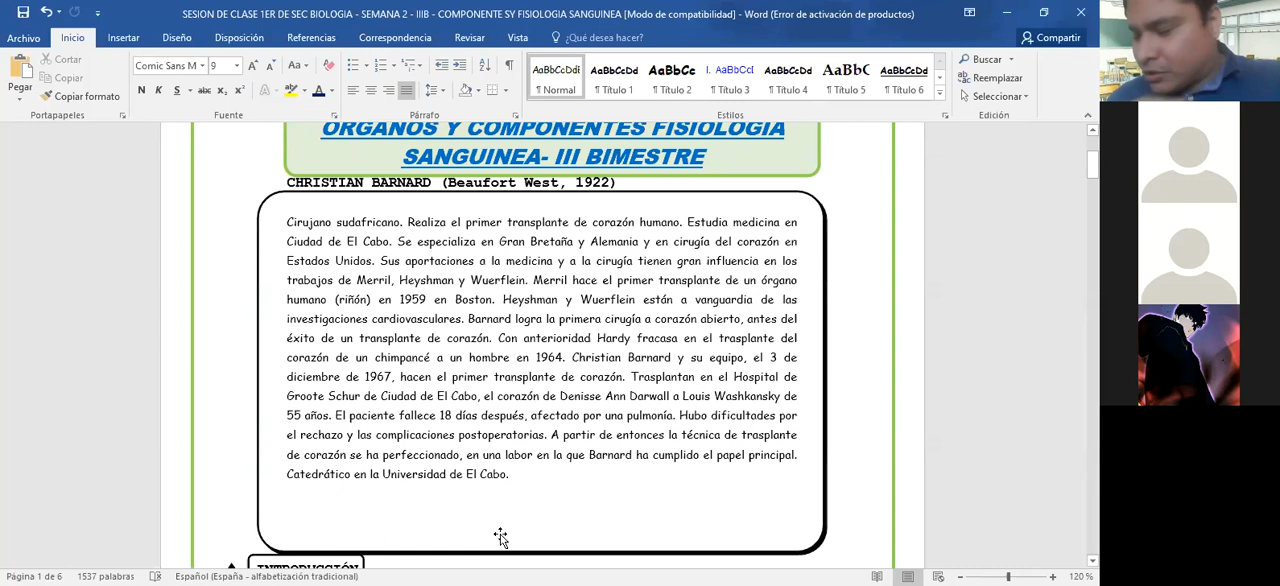 SESION DE CLASE 1ER DE SEC BIOLOGIA - SEMANA 2 - IIIB - COMPONENTE SY FISIOLOGIA SANGUINEA [Modo de compatibilidad] - Word (Error de activación de productos)
Archivo Inicio Insertar Diseño Disposición Referencias Correspondencia Revisar Vista ¿Qué desea hacer? Compartir
Pegar
Cortar
Copiar
Copiar formato
Comic Sans M 9
N K S abc x₂ x²
AaBbCcDdE AaBbCcDd AaBbCc I. AaBbCcI AaBbCcDd AaBbC AaBbCcDd
¶ Normal ¶ Título 1 ¶ Título 2 ¶ Título 3 ¶ Título 4 ¶ Título 5 ¶ Título 6
Buscar
Reemplazar
Seleccionar
Portapapeles Fuente Párrafo Estilos Edición
ORGANOS Y COMPONENTES FISIOLOGIA
SANGUINEA- III BIMESTRE
CHRISTIAN BARNARD (Beaufort West, 1922)
Cirujano sudafricano. Realiza el primer transplante de corazón humano. Estudia medicina en
Ciudad de El Cabo. Se especializa en Gran Bretaña y Alemania y en cirugía del corazón en
Estados Unidos. Sus aportaciones a la medicina y a la cirugía tienen gran influencia en los
trabajos de Merril, Heyshman y Wuerflein. Merril hace el primer transplante de un órgano
humano (riñón) en 1959 en Boston. Heyshman y Wuerflein están a vanguardia de las
investigaciones cardiovasculares. Barnard logra la primera cirugía a corazón abierto, antes del
éxito de un transplante de corazón. Con anterioridad Hardy fracasa en el trasplante del
corazón de un chimpancé a un hombre en 1964. Christian Barnard y su equipo, el 3 de
diciembre de 1967, hacen el primer transplante de corazón. Trasplantan en el Hospital de
Groote Schur de Ciudad de El Cabo, el corazón de Denisse Ann Darwall a Louis Washkansky de
55 años. El paciente fallece 18 días después, afectado por una pulmonía. Hubo dificultades por
el rechazo y las complicaciones postoperatorias. A partir de entonces la técnica de trasplante
de corazón se ha perfeccionado, en una labor en la que Barnard ha cumplido el papel principal.
Catedrático en la Universidad de El Cabo.
INTRODUCCIÓN
Página 1 de 6 1537 palabras Español (España - alfabetización tradicional) 120 %